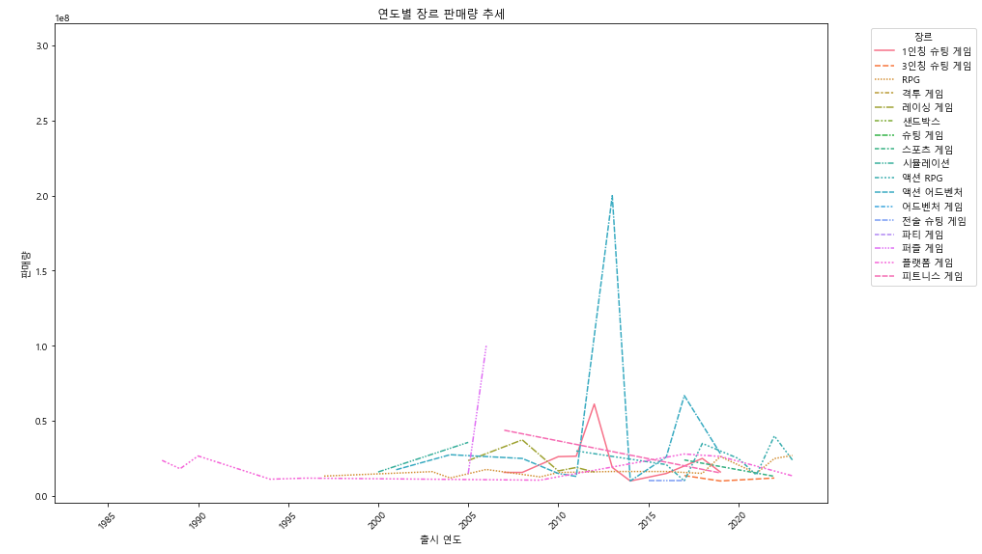 연도별 장르 판매량 추세
1e8
3.0
2.5
2.0
1.5
1.0
0.5
0.0
판매량
1985
1990
1995
2000
2005
2010
2015
2020
출시 연도
장르
1인칭 슈팅 게임
3인칭 슈팅 게임
RPG
격투 게임
레이싱 게임
샌드박스
슈팅 게임
스포츠 게임
시뮬레이션
액션 RPG
액션 어드벤처
어드벤처 게임
전술 슈팅 게임
파티 게임
퍼즐 게임
플랫폼 게임
피트니스 게임